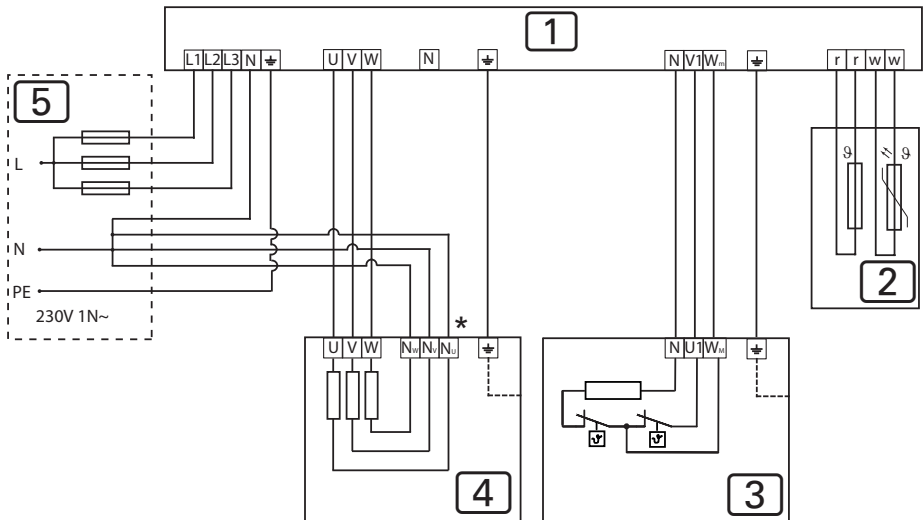 1
L1 L2 L3 N ⏚ U V W N ⏚ N V1 Wm ⏚ r r w w
5
L
ϑ ϑ
N
2
PE
230V 1N~
*
U V W NW NV NU ⏚ N U1 WM ⏚
ϑ ϑ
4
3